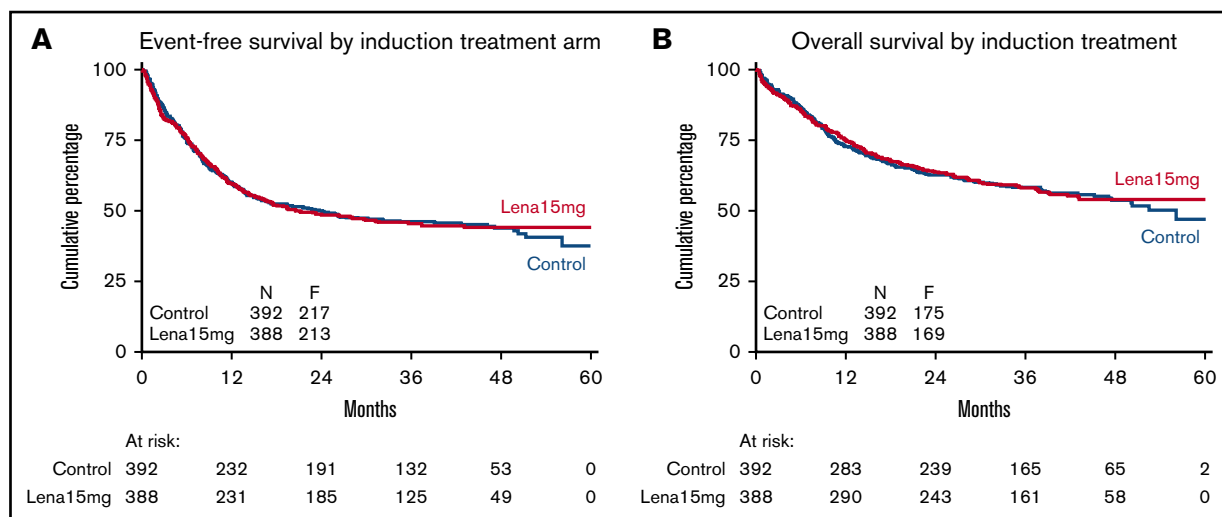 A Event-free survival by induction treatment arm
Cumulative percentage
100
75
50
25
0
Lena15mg
Control
N F
Control 392 217
Lena15mg 388 213
0 12 24 36 48 60
Months
At risk:
Control 392 232 191 132 53 0
Lena15mg 388 231 185 125 49 0
B Overall survival by induction treatment
Cumulative percentage
100
75
50
25
0
Lena15mg
Control
N F
Control 392 175
Lena15mg 388 169
0 12 24 36 48 60
Months
At risk:
Control 392 283 239 165 65 2
Lena15mg 388 290 243 161 58 0